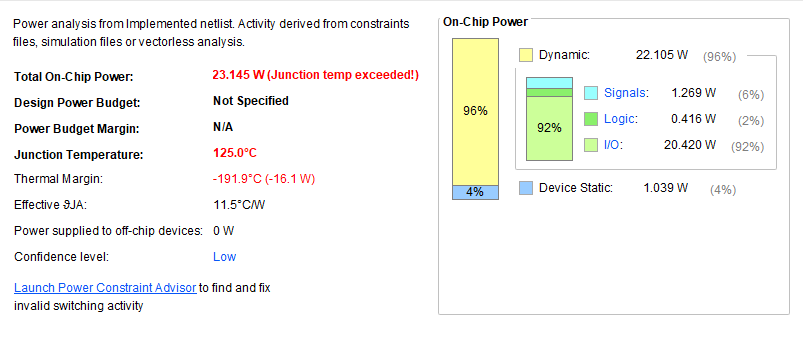 Power analysis from Implemented netlist. Activity derived from constraints
files, simulation files or vectorless analysis.
Total On-Chip Power: 23.145 W (Junction temp exceeded!)
Design Power Budget: Not Specified
Power Budget Margin: N/A
Junction Temperature: 125.0°C
Thermal Margin: -191.9°C (-16.1 W)
Effective ϑJA: 11.5°C/W
Power supplied to off-chip devices: 0 W
Confidence level: Low
Launch Power Constraint Advisor to find and fix
invalid switching activity
On-Chip Power
96%
4%
Dynamic: 22.105 W (96%)
92%
Signals: 1.269 W (6%)
Logic: 0.416 W (2%)
I/O: 20.420 W (92%)
Device Static: 1.039 W (4%)